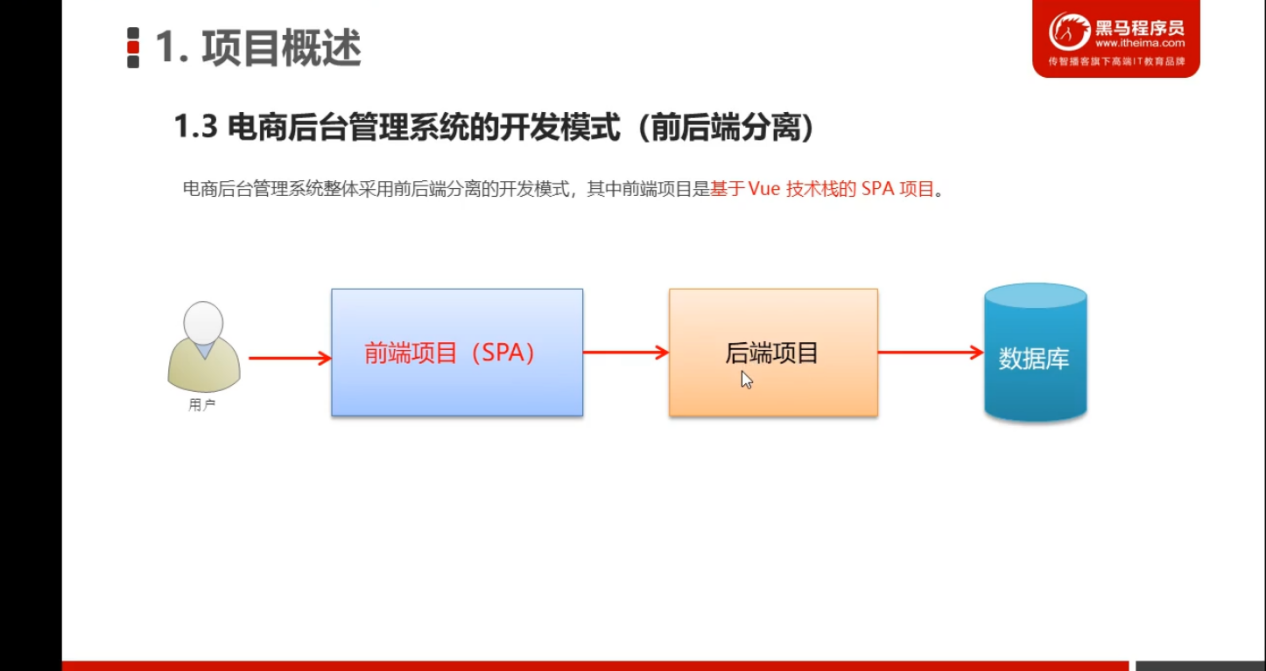 1. 项目概述
黑马程序员
www.itheima.com
传智播客旗下高端IT教育品牌
1.3 电商后台管理系统的开发模式（前后端分离）
电商后台管理系统整体采用前后端分离的开发模式，其中前端项目是基于 Vue 技术栈的 SPA 项目。
用户
前端项目（SPA）
后端项目
数据库